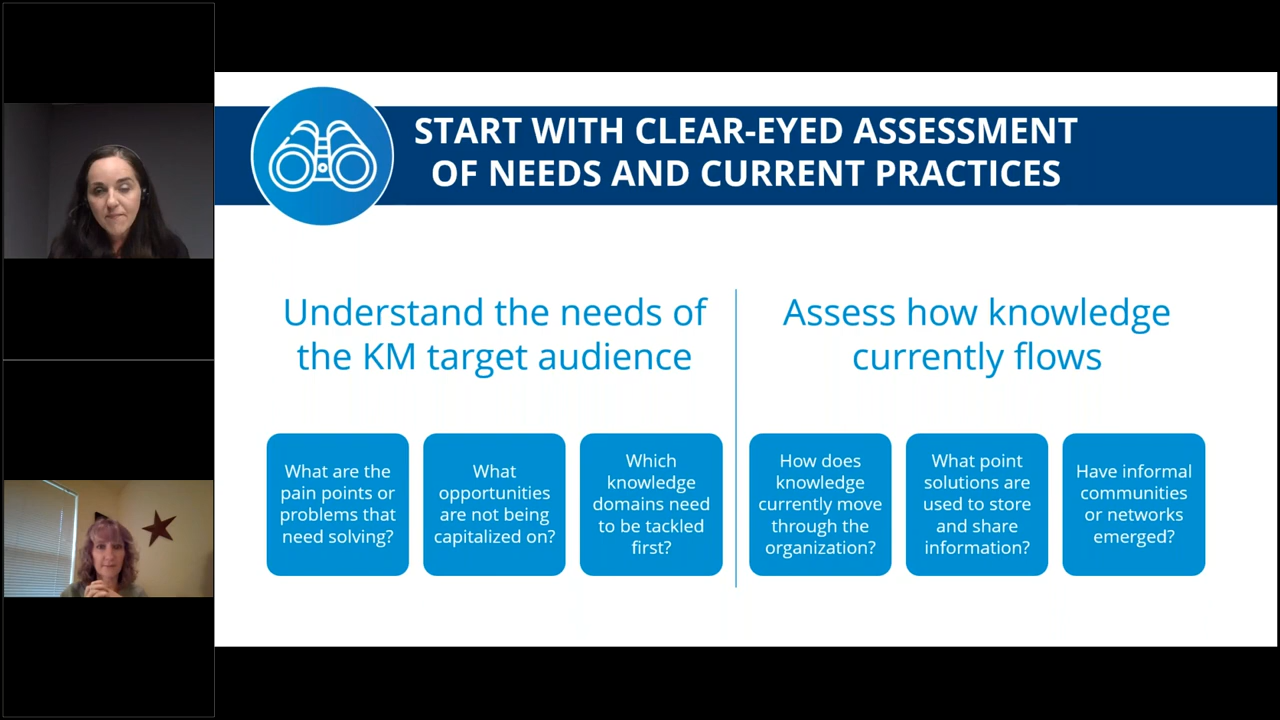 START WITH CLEAR-EYED ASSESSMENT
OF NEEDS AND CURRENT PRACTICES
Understand the needs of
the KM target audience
What are the
pain points or
problems that
need solving?
What
opportunities
are not being
capitalized on?
Which
knowledge
domains need
to be tackled
first?
Assess how knowledge
currently flows
How does
knowledge
currently move
through the
organization?
What point
solutions are
used to store
and share
information?
Have informal
communities
or networks
emerged?